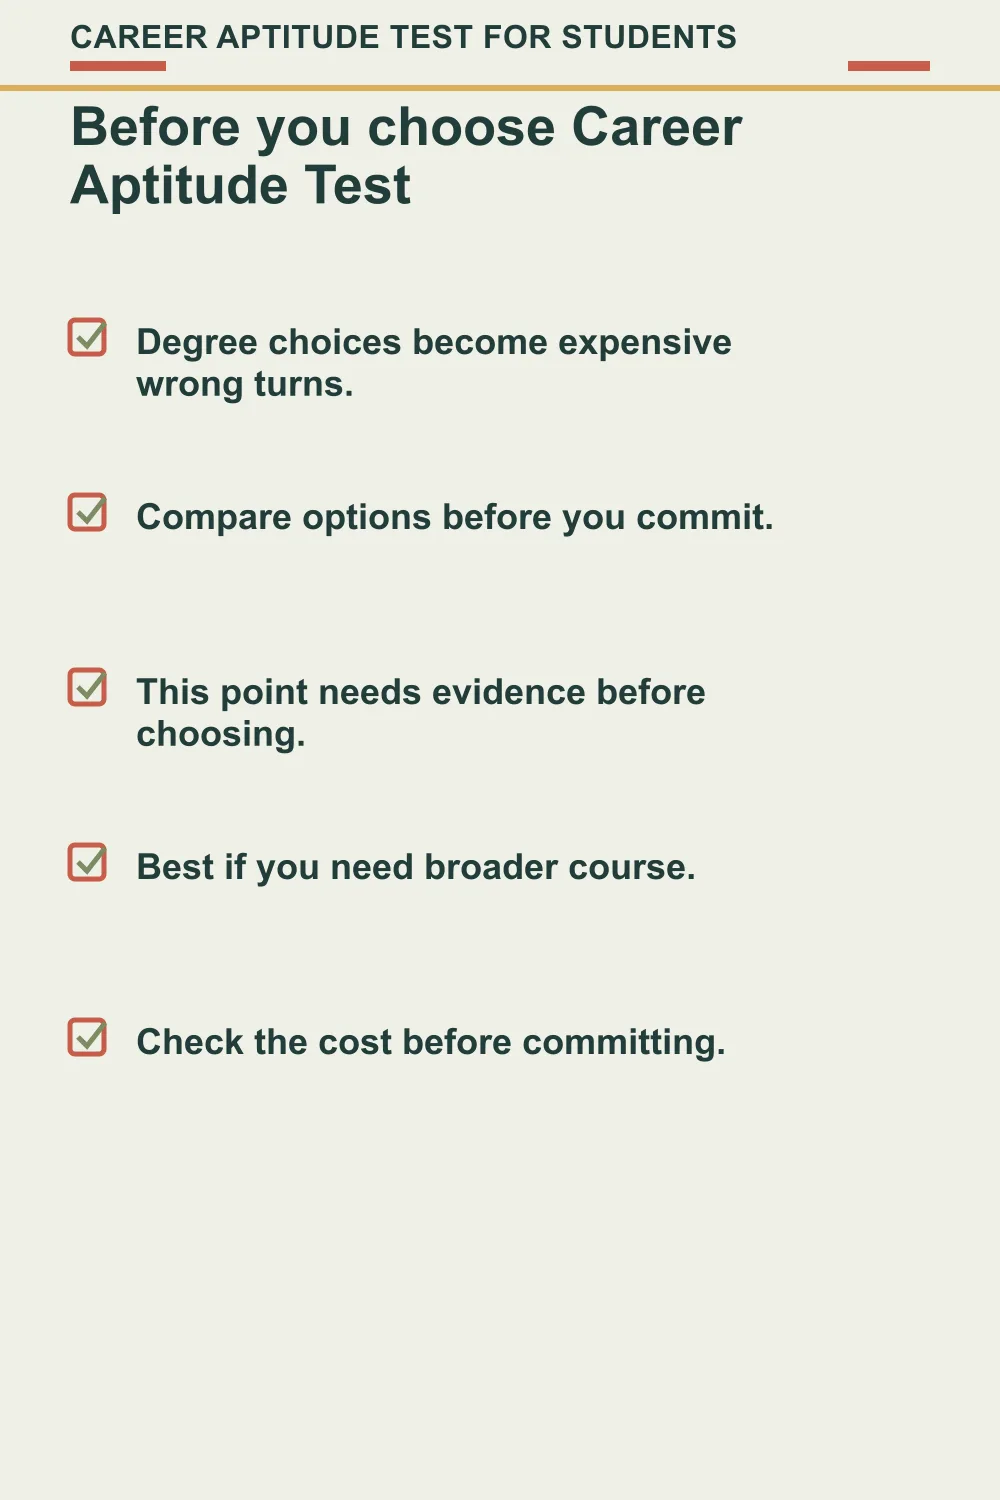 CAREER APTITUDE TEST FOR STUDENTS
Before you choose Career
Aptitude Test
Degree choices become expensive
wrong turns.
Compare options before you commit.
This point needs evidence before
choosing.
Best if you need broader course.
Check the cost before committing.